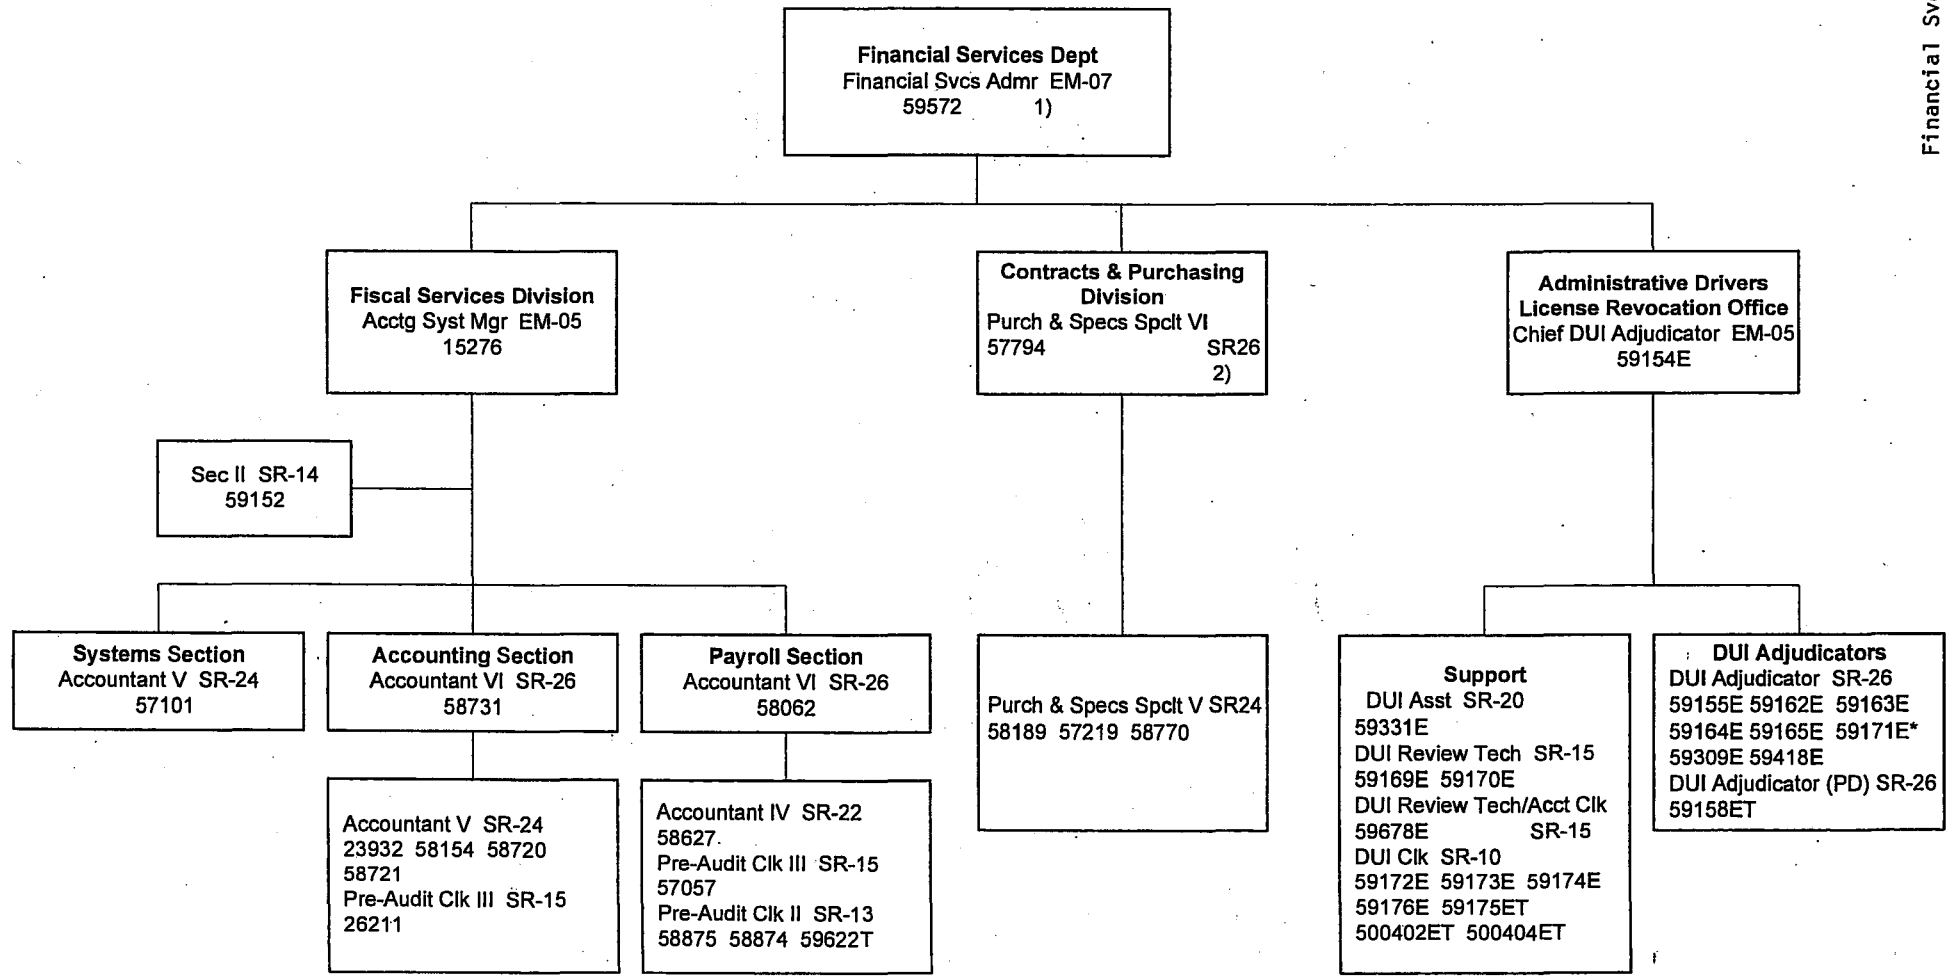 Financial
Financial Services Dept
Financial Svcs Admr EM-07
59572 1)
Fiscal Services Division
Acctg Syst Mgr EM-05
15276
Contracts & Purchasing
Division
Purch & Specs Spclt VI
57794 SR26
2)
Administrative Drivers
License Revocation Office
Chief DUI Adjudicator EM-05
59154E
Sec II SR-14
59152
Systems Section
Accountant V SR-24
57101
Accounting Section
Accountant VI SR-26
58731
Payroll Section
Accountant VI SR-26
58062
Accountant V SR-24
23932 58154 58720
58721
Pre-Audit Clk III SR-15
26211
Accountant IV SR-22
58627
Pre-Audit Clk III SR-15
57057
Pre-Audit Clk II SR-13
58875 58874 59622T
Purch & Specs Spclt V SR24
58189 57219 58770
Support
DUI Asst SR-20
59331E
DUI Review Tech SR-15
59169E 59170E
DUI Review Tech/Acct Clk
59678E SR-15
DUI Clk SR-10
59172E 59173E 59174E
59176E 59175ET
500402ET 500404ET
DUI Adjudicators
DUI Adjudicator SR-26
59155E 59162E 59163E
59164E 59165E 59171E*
59309E 59418E
DUI Adjudicator (PD) SR-26
59158ET